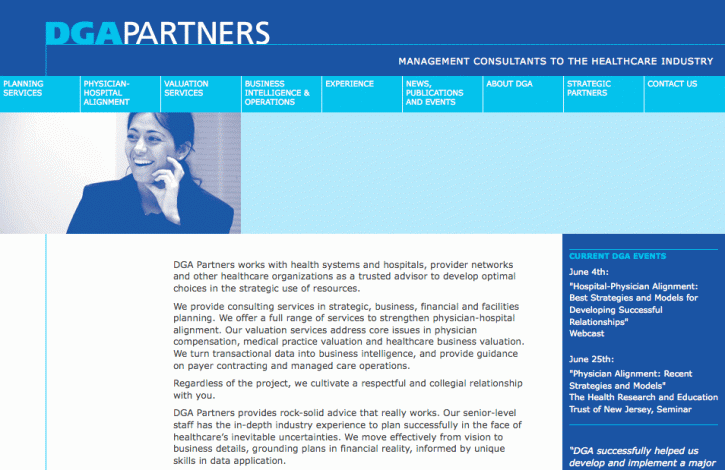 DGAPARTNERS
MANAGEMENT CONSULTANTS TO THE HEALTHCARE INDUSTRY
PLANNING
SERVICES
PHYSICIAN-
HOSPITAL
ALIGNMENT
VALUATION
SERVICES
BUSINESS
INTELLIGENCE &
OPERATIONS
EXPERIENCE
NEWS,
PUBLICATIONS
AND EVENTS
ABOUT DGA
STRATEGIC
PARTNERS
CONTACT US
DGA Partners works with health systems and hospitals, provider networks
and other healthcare organizations as a trusted advisor to develop optimal
choices in the strategic use of resources.
We provide consulting services in strategic, business, financial and facilities
planning. We offer a full range of services to strengthen physician-hospital
alignment. Our valuation services address core issues in physician
compensation, medical practice valuation and healthcare business valuation.
We turn transactional data into business intelligence, and provide guidance
on payer contracting and managed care operations.
Regardless of the project, we cultivate a respectful and collegial relationship
with you.
DGA Partners provides rock-solid advice that really works. Our senior-level
staff has the in-depth industry experience to plan successfully in the face of
healthcare's inevitable uncertainties. We move effectively from vision to
business details, grounding plans in financial reality, informed by unique
skills in data application.
CURRENT DGA EVENTS
June 4th:
"Hospital-Physician Alignment:
Best Strategies and Models for
Developing Successful
Relationships"
Webcast
June 25th:
"Physician Alignment: Recent
Strategies and Models"
The Health Research and Education
Trust of New Jersey, Seminar
"DGA successfully helped us
develop and implement a major